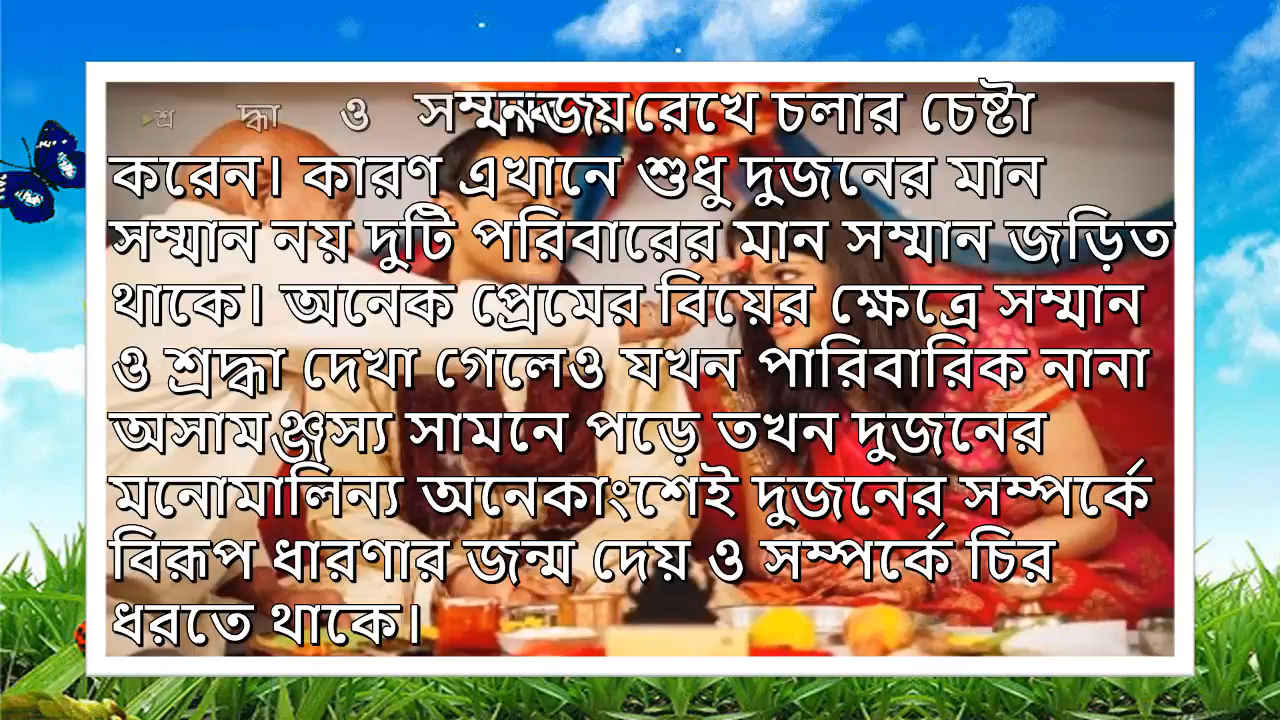 শ্রদ্ধা ও রেখে চলার চেষ্টা
করেন। কারণ এখানে শুধু দুজনের মান
সম্মান নয় দুটি পরিবারের মান সম্মান জড়িত
থাকে। অনেক প্রেমের বিয়ের ক্ষেত্রে সম্মান
ও শ্রদ্ধা দেখা গেলেও যখন পারিবারিক নানা
অসামঞ্জস্য সামনে পড়ে তখন দুজনের
মনোমালিন্য অনেকাংশেই দুজনের সম্পর্কে
বিরূপ ধারণার জন্ম দেয় ও সম্পর্কে চির
ধরতে থাকে।